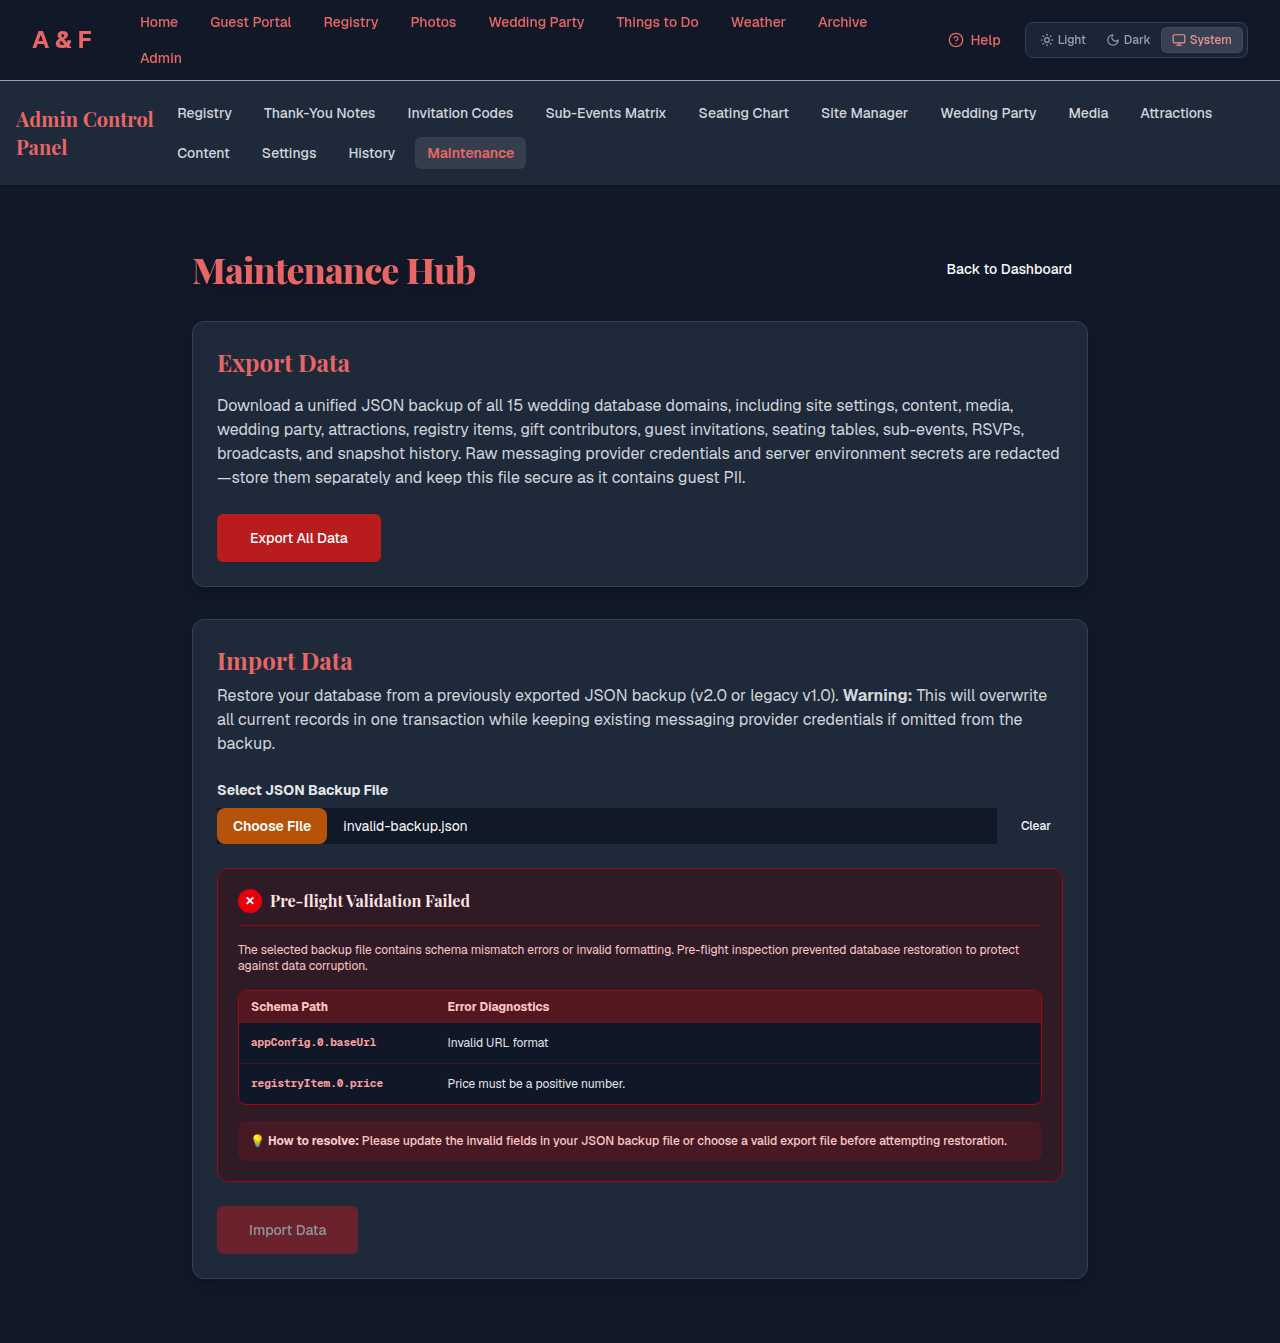 A & F
Home
Guest Portal
Registry
Photos
Wedding Party
Things to Do
Weather
Archive
Admin
Help
Light
Dark
System
Admin Control
Panel
Registry
Thank-You Notes
Invitation Codes
Sub-Events Matrix
Seating Chart
Site Manager
Wedding Party
Media
Attractions
Content
Settings
History
Maintenance
Maintenance Hub
Back to Dashboard
Export Data
Download a unified JSON backup of all 15 wedding database domains, including site settings, content, media,
wedding party, attractions, registry items, gift contributors, guest invitations, seating tables, sub-events, RSVPs,
broadcasts, and snapshot history. Raw messaging provider credentials and server environment secrets are redacted
—store them separately and keep this file secure as it contains guest PII.
Export All Data
Import Data
Restore your database from a previously exported JSON backup (v2.0 or legacy v1.0). Warning: This will overwrite
all current records in one transaction while keeping existing messaging provider credentials if omitted from the
backup.
Select JSON Backup File
Choose File
invalid-backup.json
Clear
Pre-flight Validation Failed
The selected backup file contains schema mismatch errors or invalid formatting. Pre-flight inspection prevented database restoration to protect
against data corruption.
Schema Path
Error Diagnostics
appConfig.0.baseUrl
Invalid URL format
registryItem.0.price
Price must be a positive number.
💡 How to resolve: Please update the invalid fields in your JSON backup file or choose a valid export file before attempting restoration.
Import Data